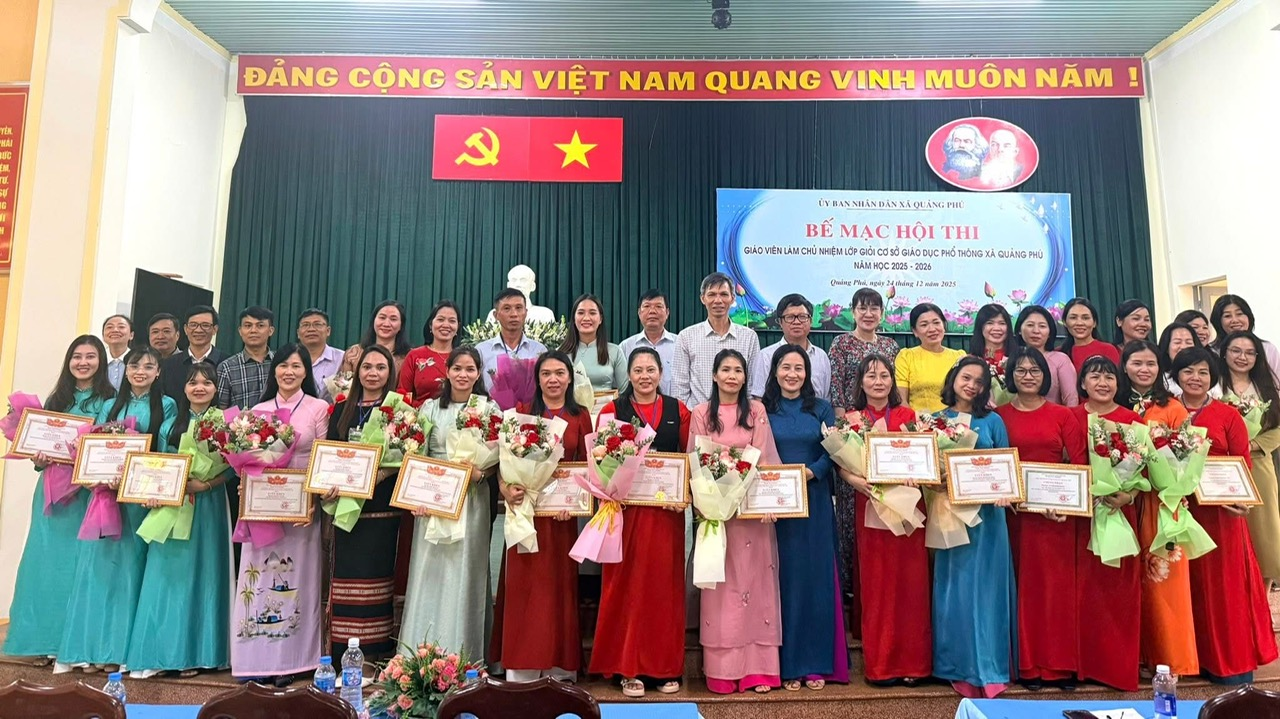 ĐẢNG CỘNG SẢN VIỆT NAM QUANG VINH MUÔN NĂM !
ỦY BAN NHÂN DÂN XÃ QUẢNG PHÚ
BẾ MẠC HỘI THI
GIÁO VIÊN LÀM CHỦ NHIỆM LỚP GIỎI CƠ SỞ GIÁO DỤC PHỔ THÔNG XÃ QUẢNG PHÚ
NĂM HỌC 2025 - 2026
Quảng Phú, ngày 24 tháng 12 năm 2025